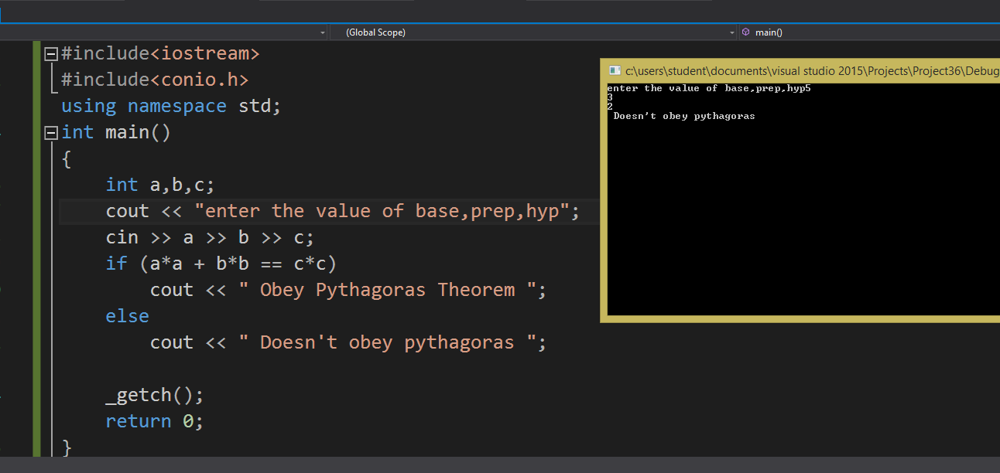 (Global Scope) main()
#include<iostream>
#include<conio.h>
using namespace std;
int main()
{
int a,b,c;
cout << "enter the value of base,prep,hyp";
cin >> a >> b >> c;
if (a*a + b*b == c*c)
cout << " Obey Pythagoras Theorem ";
else
cout << " Doesn't obey pythagoras ";
_getch();
return 0;
}
c:\users\student\documents\visual studio 2015\Projects\Project36\Debug
enter the value of base,prep,hyp5
3
2
Doesn't obey pythagoras